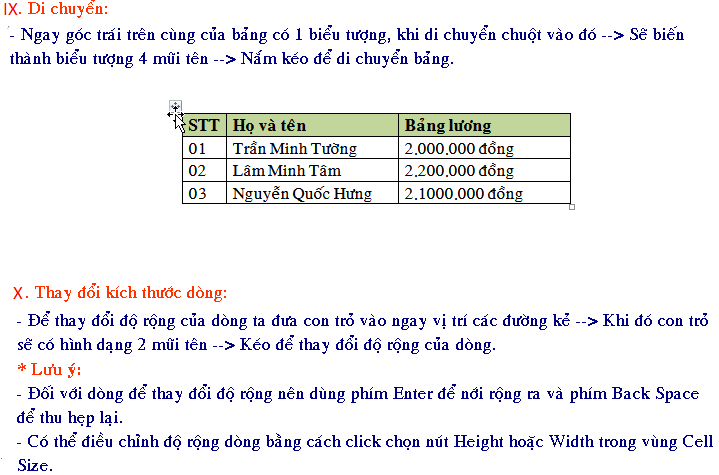 IX. Di chuyển:
- Ngay góc trái trên cùng của bảng có 1 biểu tượng, khi di chuyển chuột vào đó --> Sẽ biến
thành biểu tượng 4 mũi tên --> Nắm kéo để di chuyển bảng.
STT Họ và tên Bảng lương
01 Trần Minh Tường 2.000.000 đồng
02 Lâm Minh Tâm 2.200.000 đồng
03 Nguyễn Quốc Hưng 2.1000.000 đồng
X. Thay đổi kích thước dòng:
- Để thay đổi độ rộng của dòng ta đưa con trỏ vào ngay vị trí các đường kẻ --> Khi đó con trỏ
sẽ có hình dạng 2 mũi tên --> Kéo để thay đổi độ rộng của dòng.
* Lưu ý:
- Đối với dòng để thay đổi độ rộng nên dùng phím Enter để nới rộng ra và phím Back Space
để thu hẹp lại.
- Có thể điều chỉnh độ rộng dòng bằng cách click chọn nút Height hoặc Width trong vùng Cell
Size.